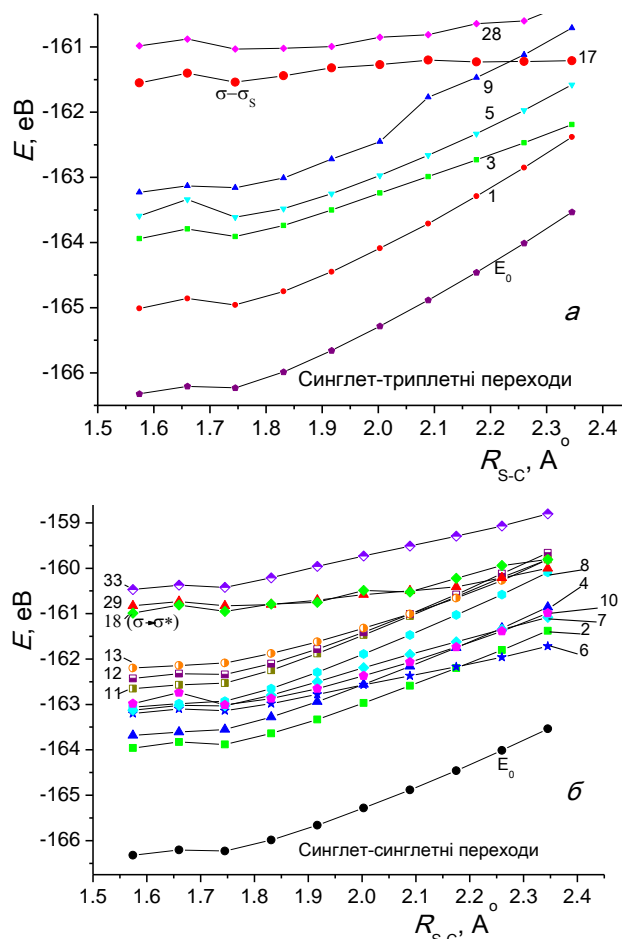 -161
-162
-163
-164
-165
-166
E, eB
28
17
σ–σS
9
5
3
1
E0
а
Синглет-триплетні переходи
1.5 1.6 1.7 1.8 1.9 2.0 2.1 2.2 2.3 2.4
RS-C, A°
-159
-160
-161
-162
-163
-164
-165
-166
E, eB
33
29
18 (σ→σ*)
13
12
11
8
4
10
7
2
6
E0
б
Синглет-синглетні переходи
1.5 1.6 1.7 1.8 1.9 2.0 2.1 2.2 2.3 2.4
RS-C, A°